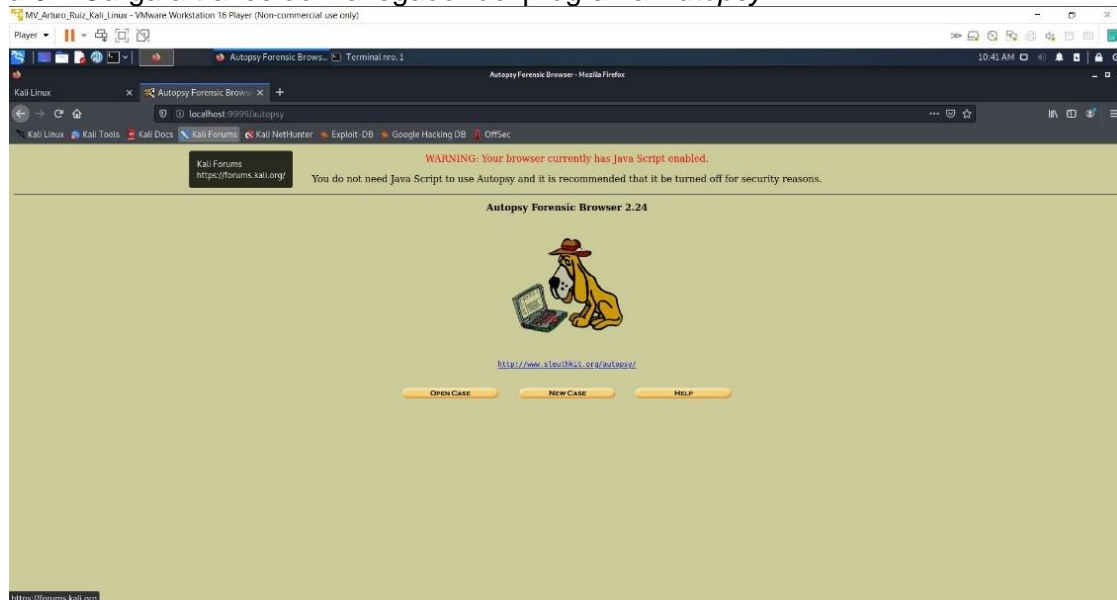 MV_Arturo_Ruiz_Kali_Linux - VMware Workstation 16 Player (Non-commercial use only)
Player
Autopsy Forensic Brows...
Terminal nro. 1
10:41 AM
Autopsy Forensic Browser - Mozilla Firefox
Kali Linux
Autopsy Forensic Brows
localhost:9999/autopsy
Kali Linux
Kali Tools
Kali Docs
Kali Forums
Kali NetHunter
Exploit-DB
Google Hacking DB
OffSec
Kali Forums
https://forums.kali.org/
WARNING: Your browser currently has Java Script enabled.
You do not need Java Script to use Autopsy and it is recommended that it be turned off for security reasons.
Autopsy Forensic Browser 2.24
http://www.sleuthkit.org/autopsy/
OPEN CASE
NEW CASE
HELP
https://forums.kali.org